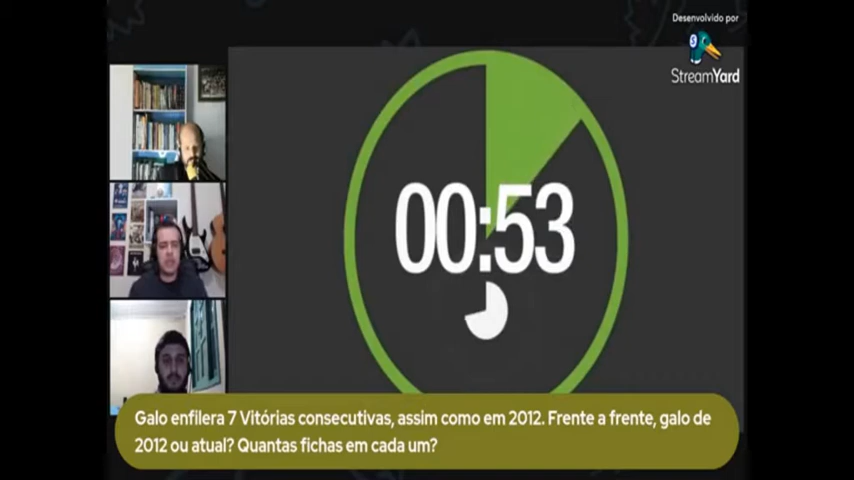 Desenvolvido por
StreamYard
00:53
Galo enfilera 7 Vitórias consecutivas, assim como em 2012. Frente a frente, galo de
2012 ou atual? Quantas fichas em cada um?